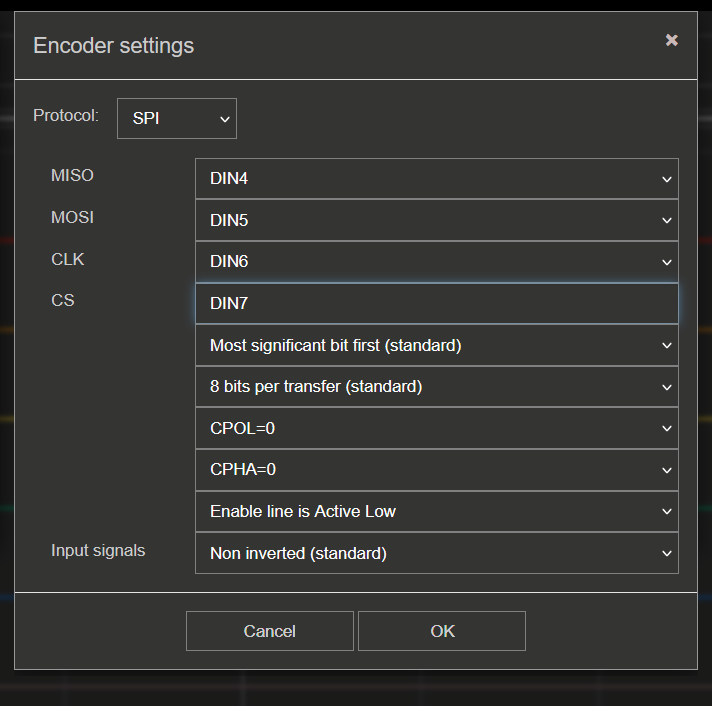 Encoder settings
Protocol: SPI
MISO DIN4
MOSI DIN5
CLK DIN6
CS DIN7
Most significant bit first (standard)
8 bits per transfer (standard)
CPOL=0
CPHA=0
Enable line is Active Low
Input signals Non inverted (standard)
Cancel OK